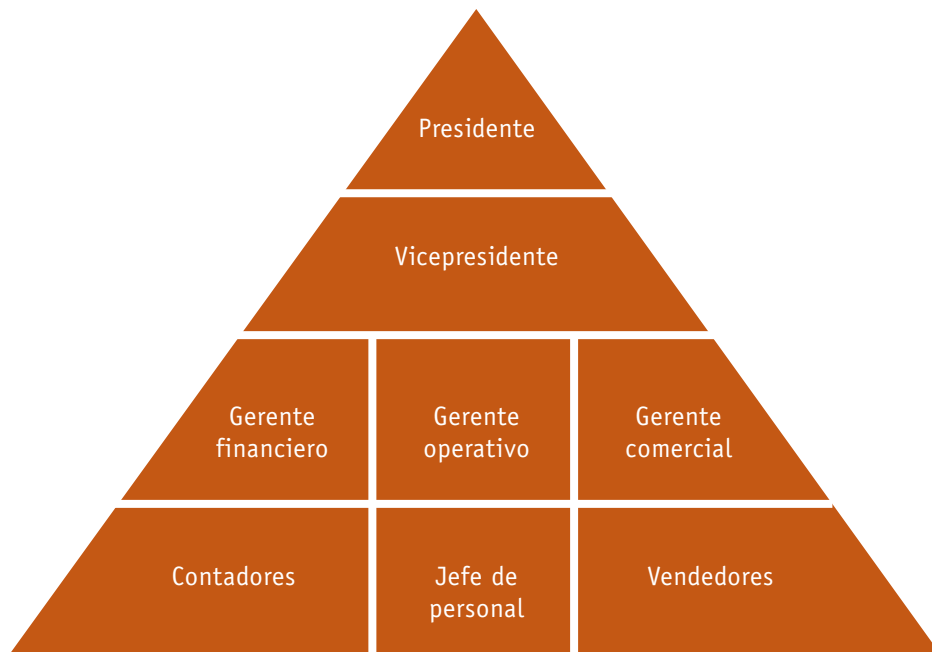 Presidente
Vicepresidente
Gerente
financiero
Gerente
operativo
Gerente
comercial
Contadores
Jefe de
personal
Vendedores